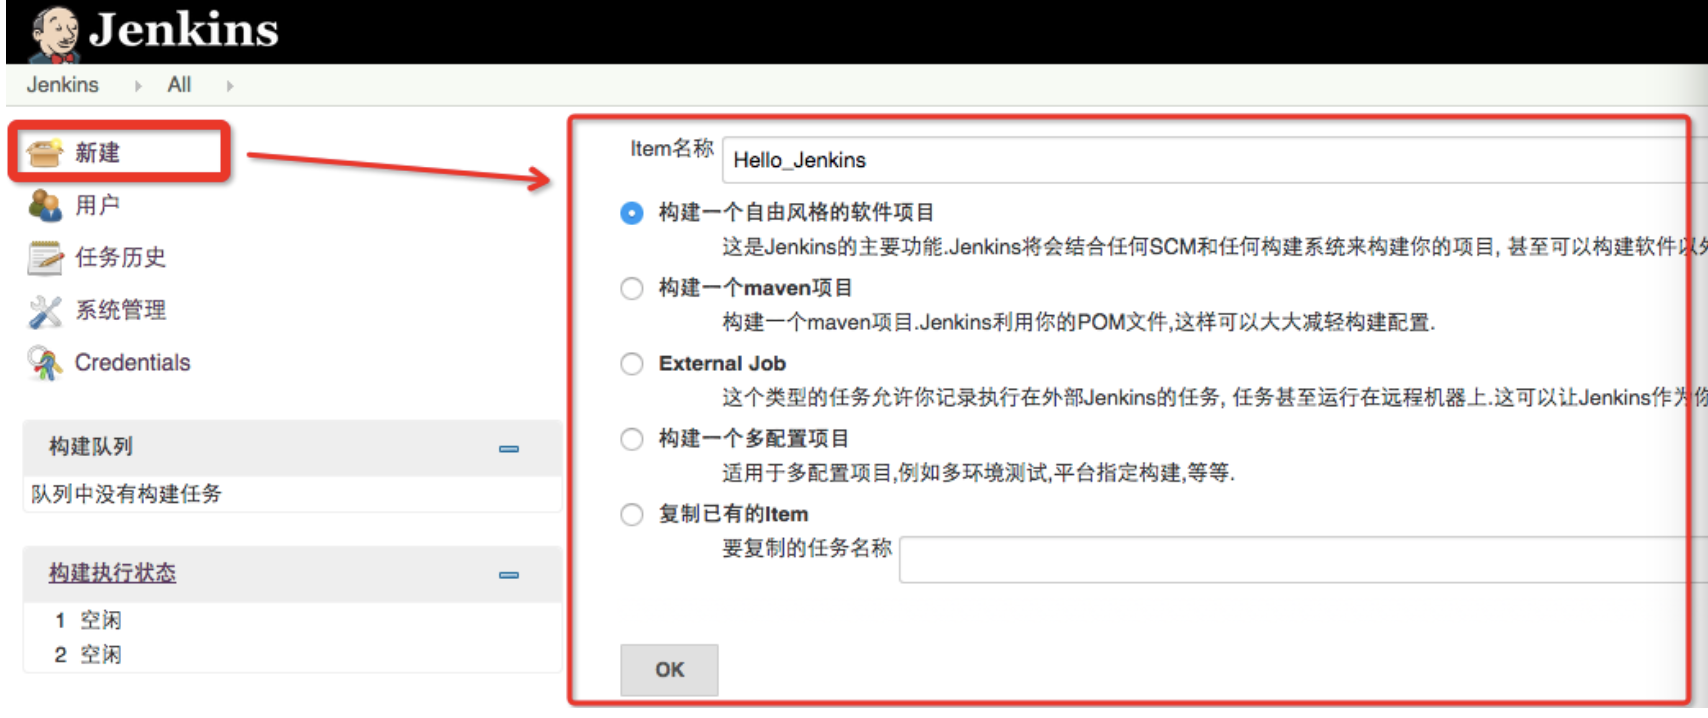 Jenkins
Jenkins
All
新建
用户
任务历史
系统管理
Credentials
构建队列
队列中没有构建任务
构建执行状态
1 空闲
2 空闲
Item名称
Hello_Jenkins
构建一个自由风格的软件项目
这是Jenkins的主要功能.Jenkins将会结合任何SCM和任何构建系统来构建你的项目, 甚至可以构建软件以
构建一个maven项目
构建一个maven项目.Jenkins利用你的POM文件,这样可以大大减轻构建配置.
External Job
这个类型的任务允许你记录执行在外部Jenkins的任务, 任务甚至运行在远程机器上.这可以让Jenkins作为你
构建一个多配置项目
适用于多配置项目,例如多环境测试,平台指定构建,等等.
复制已有的Item
要复制的任务名称
OK